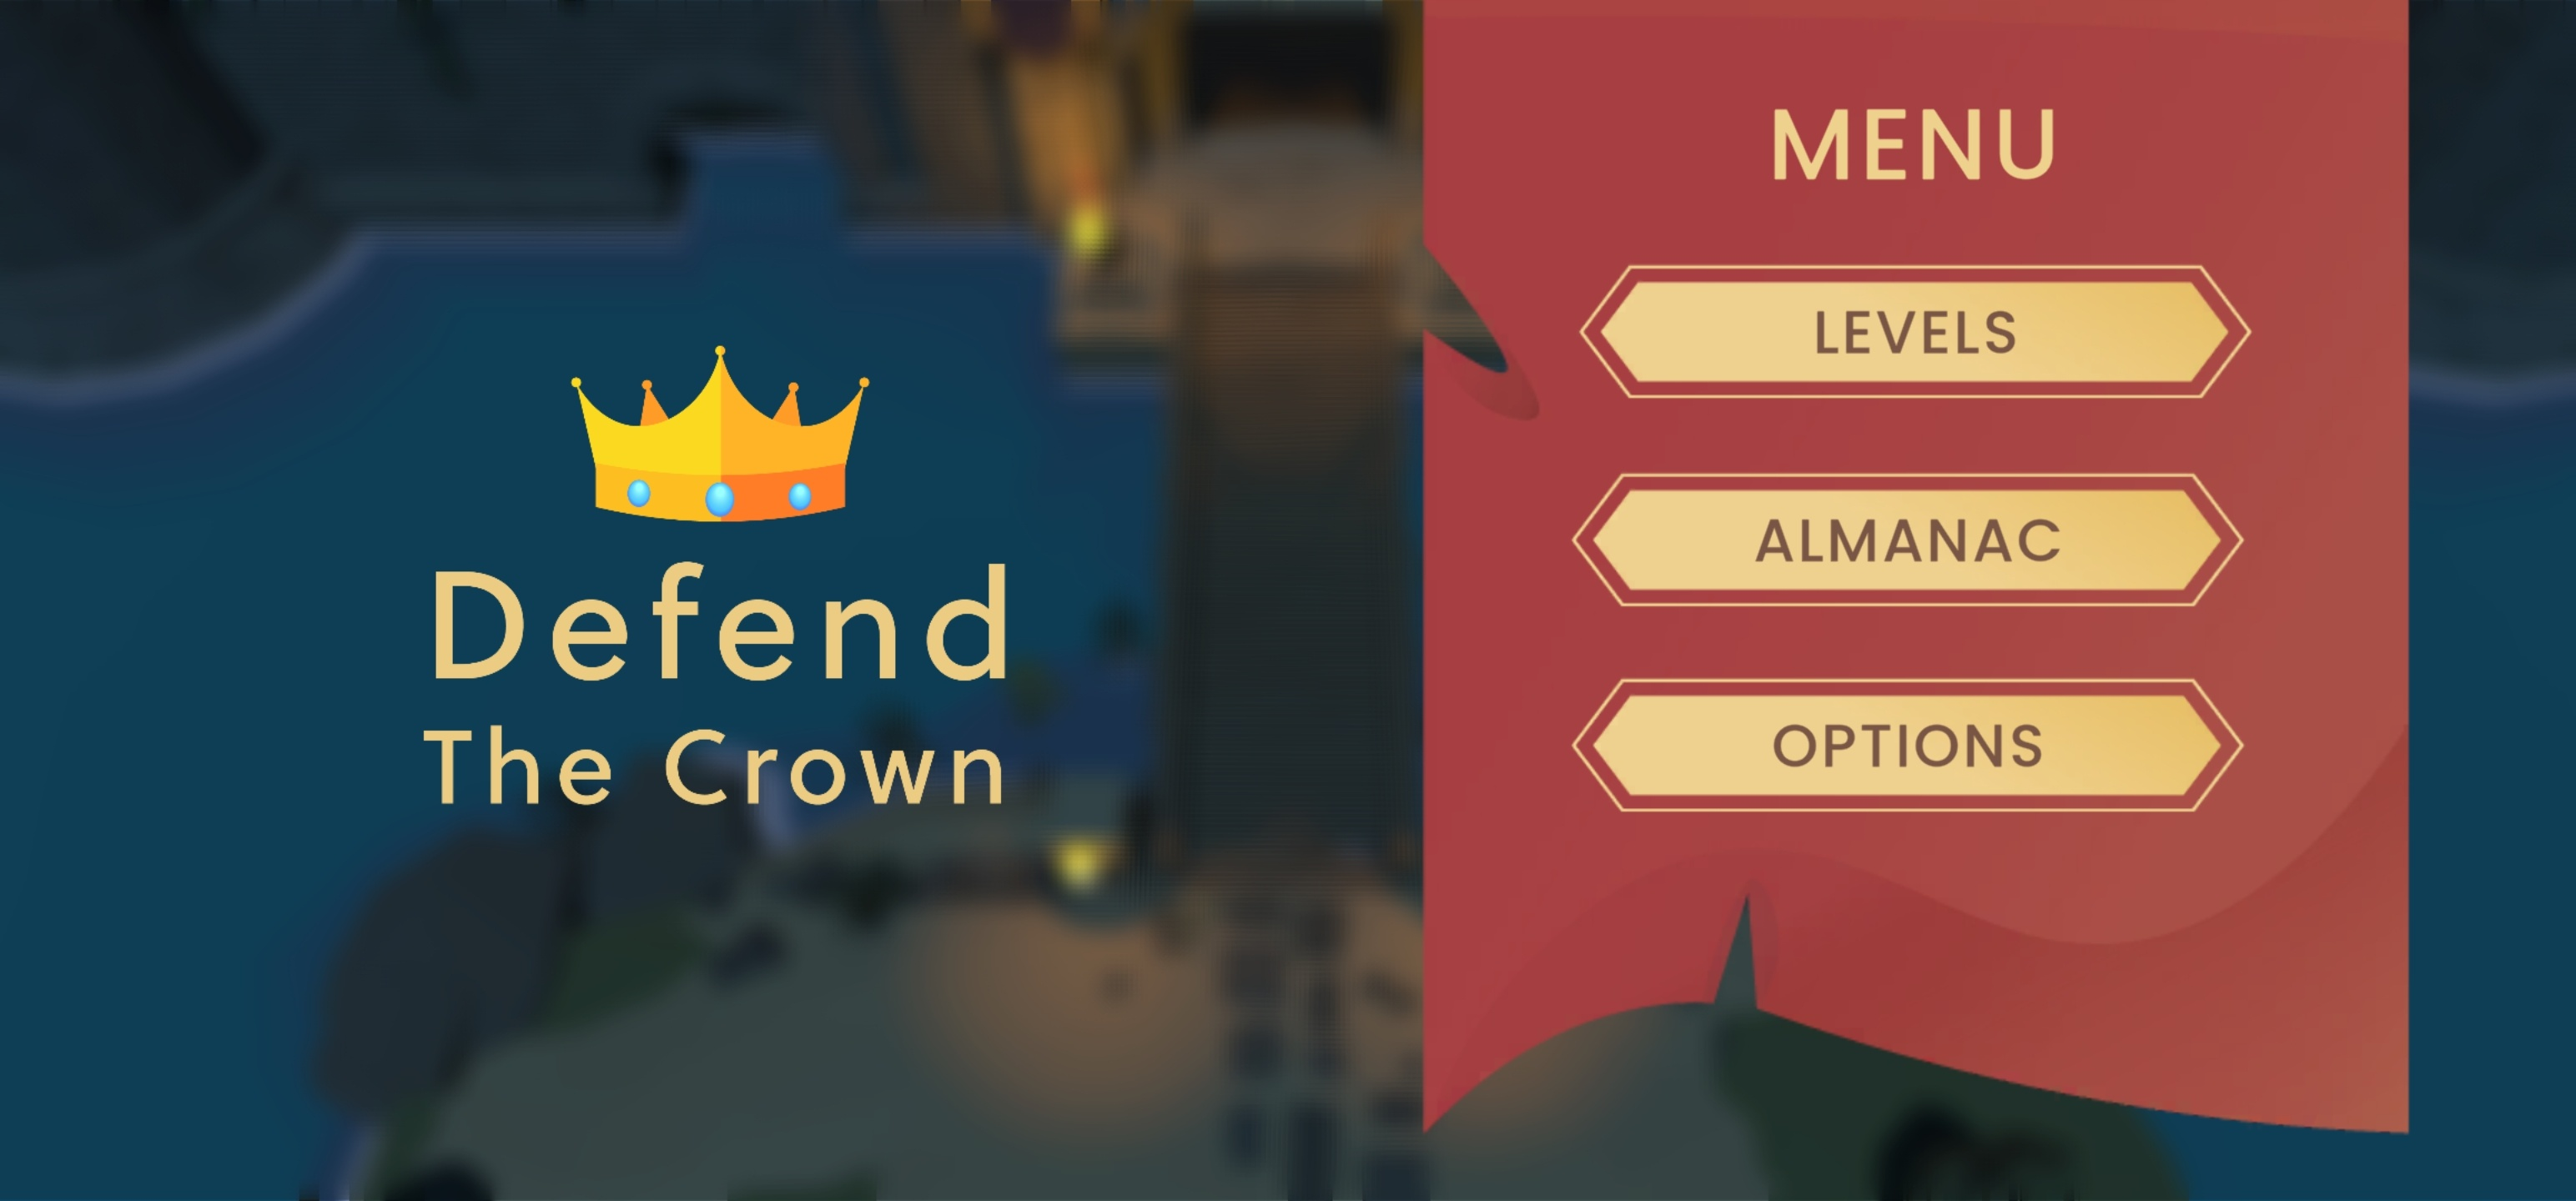 Defend
The Crown
MENU
LEVELS
ALMANAC
OPTIONS